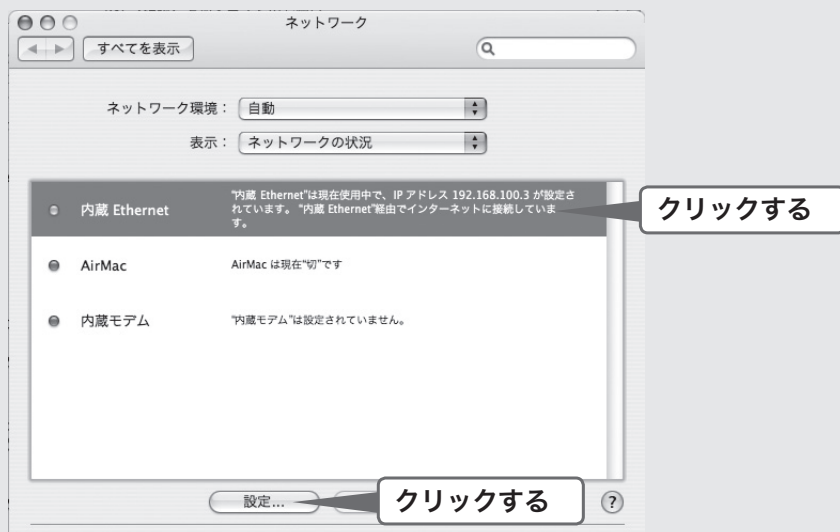 ネットワーク
すべてを表示
ネットワーク環境： 自動
表示： ネットワークの状況
内蔵 Ethernet
"内蔵 Ethernet"は現在使用中で、IP アドレス 192.168.100.3 が設定さ
れています。 "内蔵 Ethernet"経由でインターネットに接続していま
す。
クリックする
AirMac
AirMac は現在"切"です
内蔵モデム
"内蔵モデム"は設定されていません。
設定...
クリックする
?